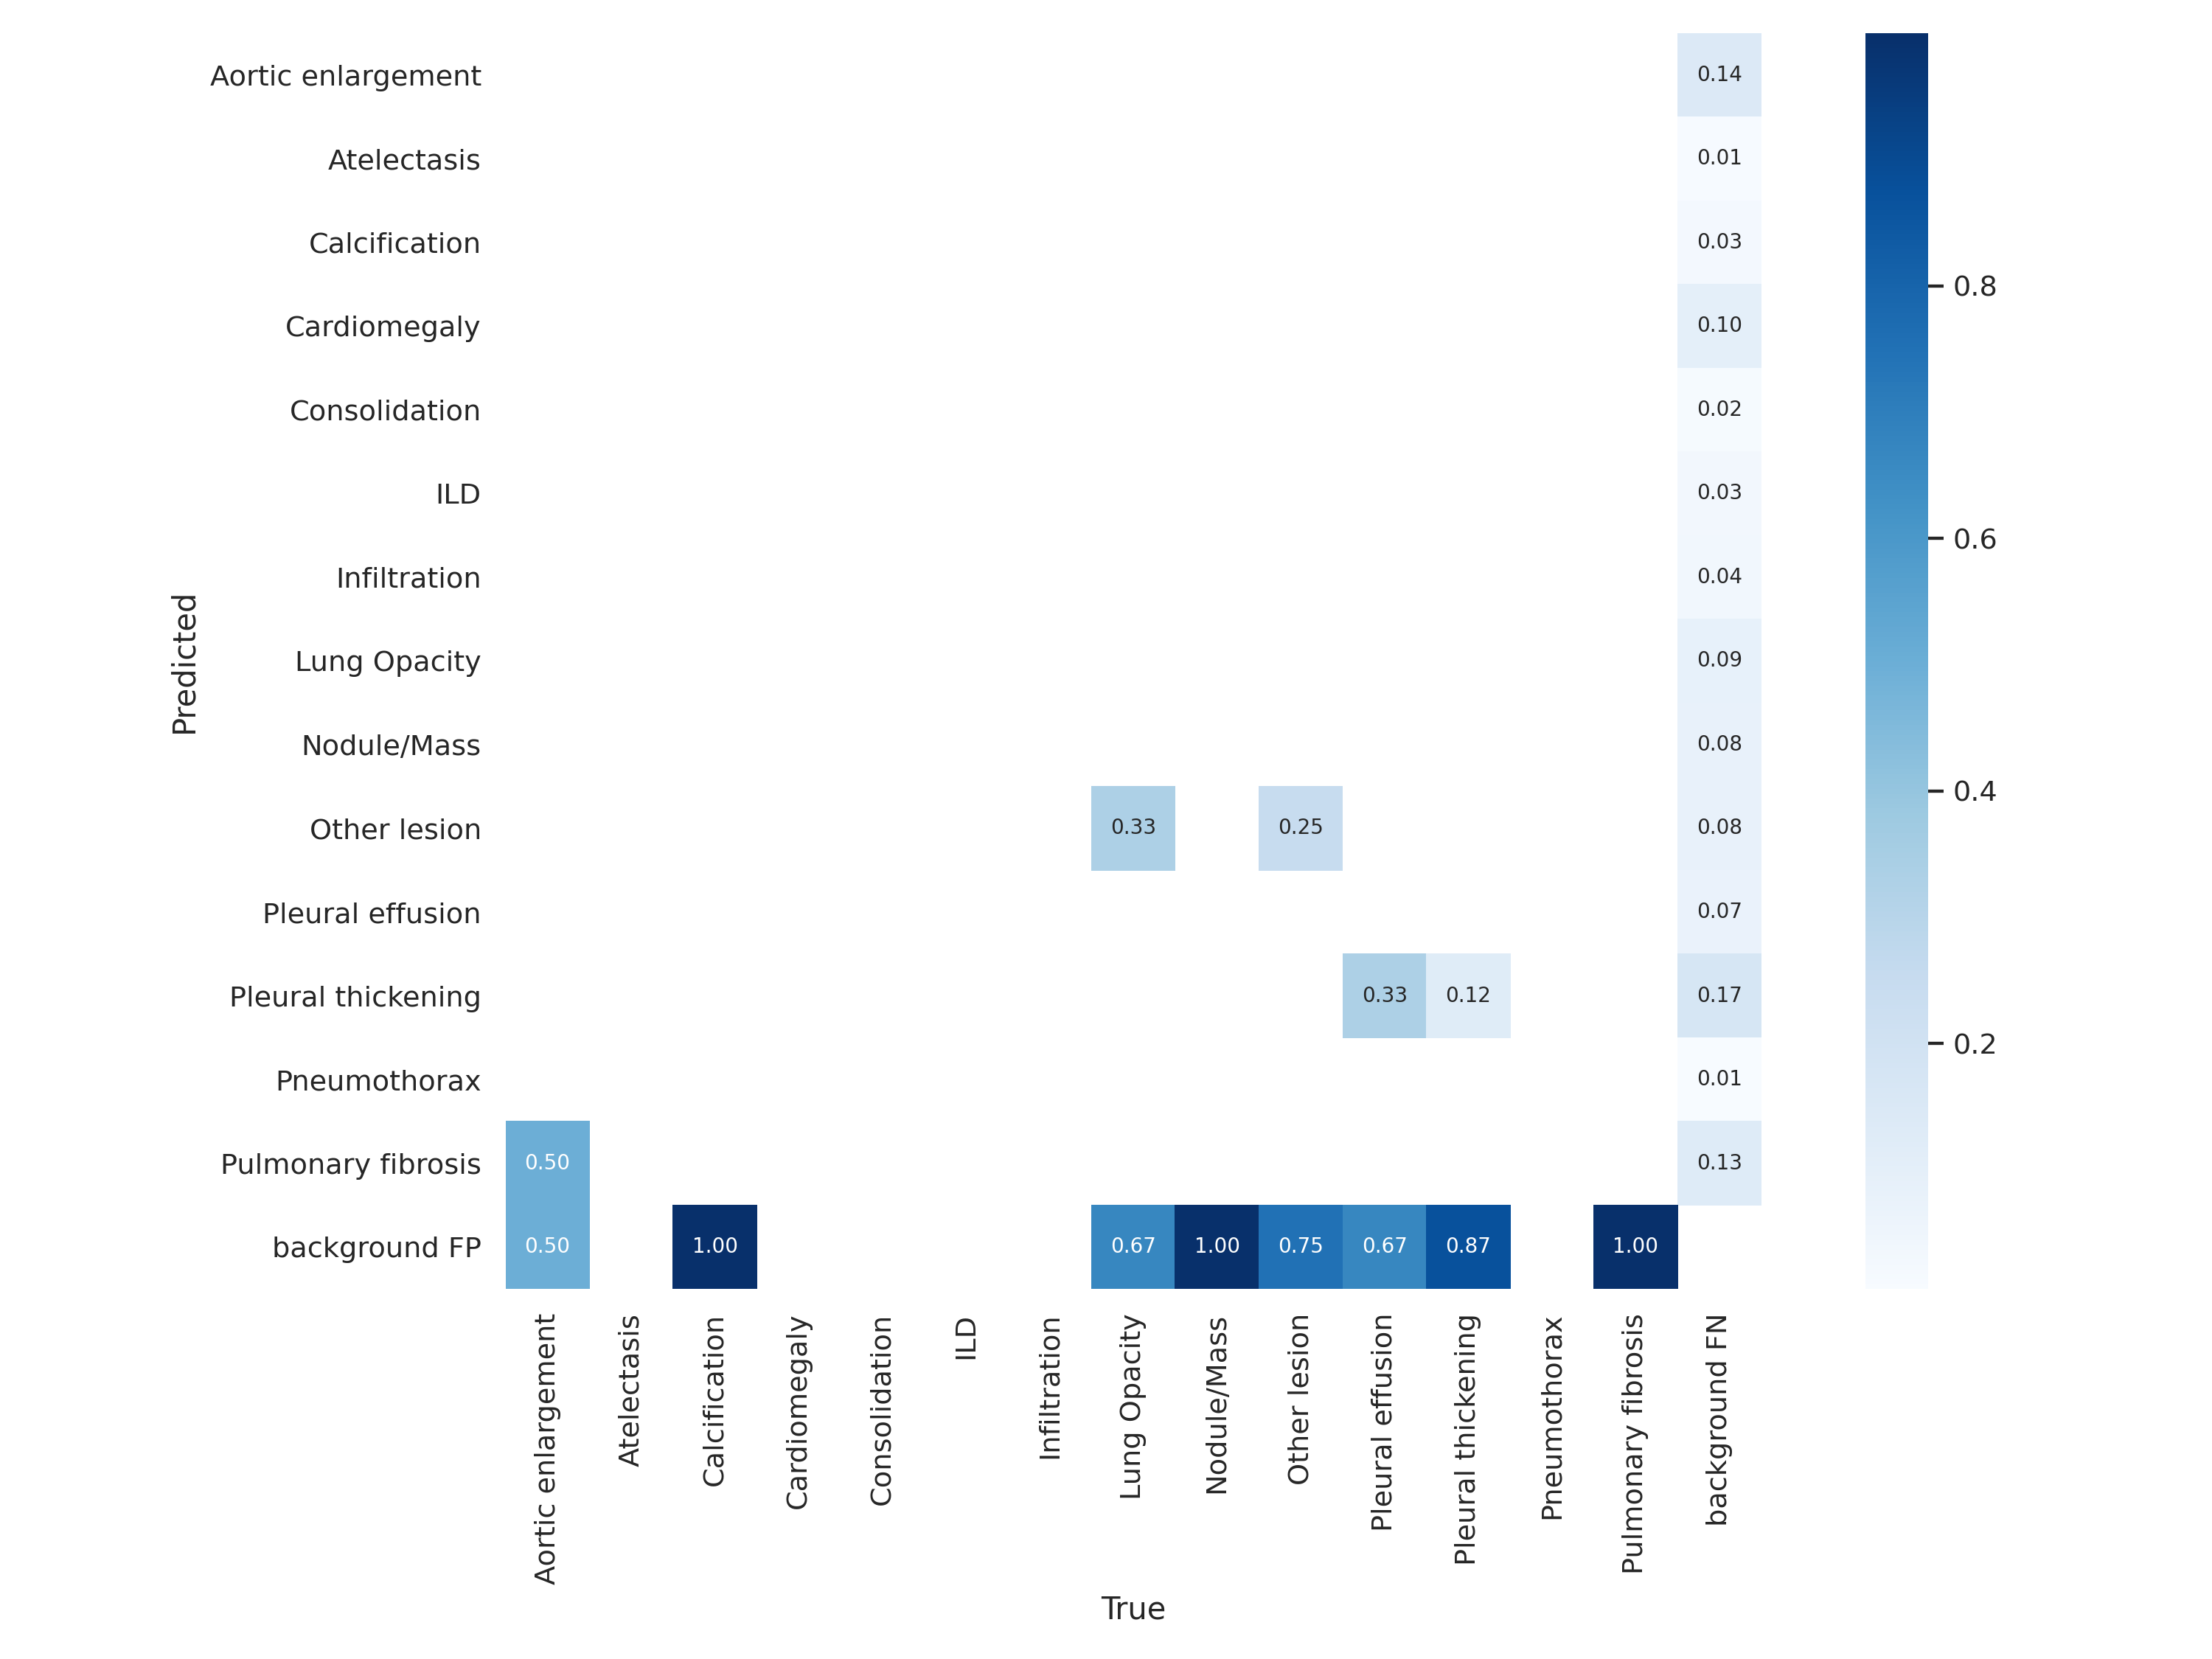 Aortic enlargement 0.14
Atelectasis 0.01
Calcification 0.03
Cardiomegaly 0.10 0.8
Consolidation 0.02
ILD 0.03 0.6
Infiltration 0.04
Predicted
Lung Opacity 0.09
Nodule/Mass 0.08 0.4
Other lesion 0.33 0.25 0.08
Pleural effusion 0.07
Pleural thickening 0.33 0.12 0.17 0.2
Pneumothorax 0.01
Pulmonary fibrosis 0.50 0.13
background FP 0.50 1.00 0.67 1.00 0.75 0.67 0.87 1.00
Aortic enlargement
Atelectasis
Calcification
Cardiomegaly
Consolidation
ILD
Infiltration
Lung Opacity
Nodule/Mass
Other lesion
Pleural effusion
Pleural thickening
Pneumothorax
Pulmonary fibrosis
background FN
True